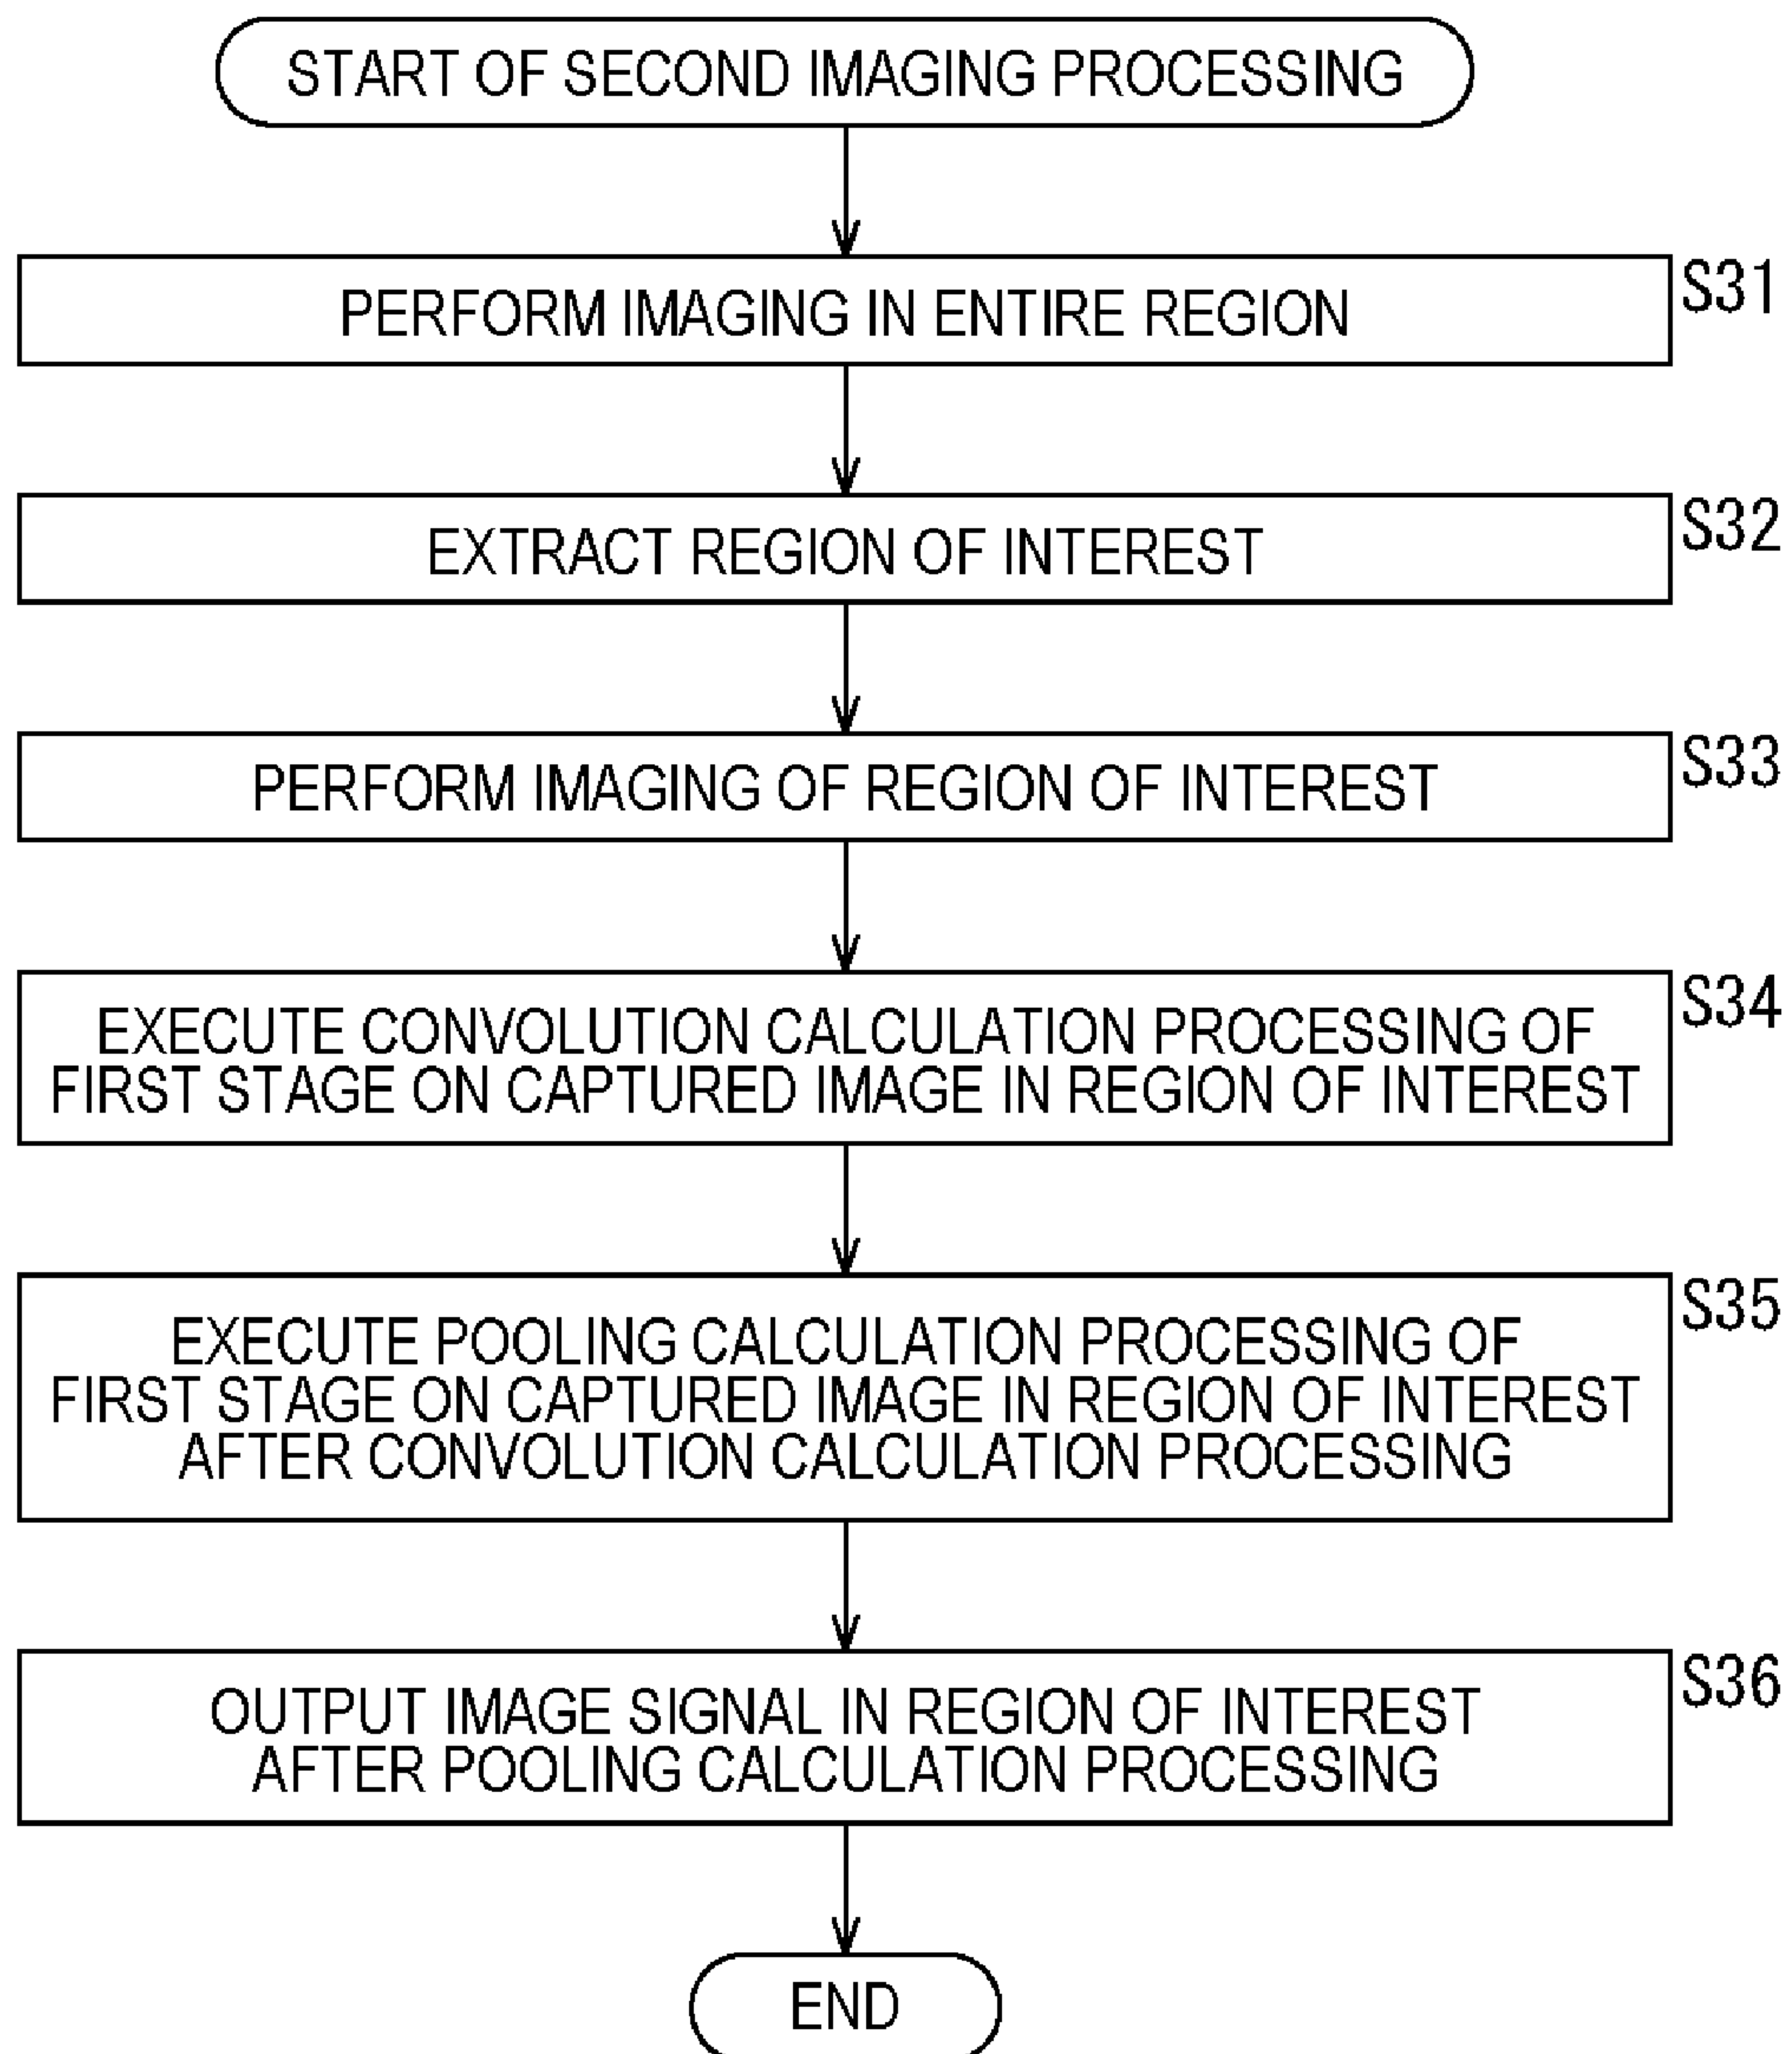 START OF SECOND IMAGING PROCESSING
S31
PERFORM IMAGING IN ENTIRE REGION
S32
EXTRACT REGION OF INTEREST
S33
PERFORM IMAGING OF REGION OF INTEREST
S34
EXECUTE CONVOLUTION CALCULATION PROCESSING OF
FIRST STAGE ON CAPTURED IMAGE IN REGION OF INTEREST
S35
EXECUTE POOLING CALCULATION PROCESSING OF
FIRST STAGE ON CAPTURED IMAGE IN REGION OF INTEREST
AFTER CONVOLUTION CALCULATION PROCESSING
S36
OUTPUT IMAGE SIGNAL IN REGION OF INTEREST
AFTER POOLING CALCULATION PROCESSING
END